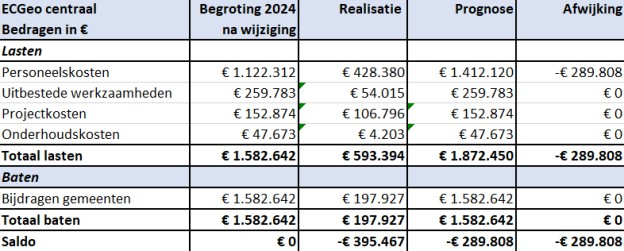 ECGeo centraal Begroting 2024 Realisatie Prognose Afwijking
Bedragen in € na wijziging
Lasten
Personeelskosten € 1.122.312 € 428.380 € 1.412.120 -€ 289.808
Uitbestede werkzaamheden € 259.783 € 54.015 € 259.783 € 0
Projectkosten € 152.874 € 106.796 € 152.874 € 0
Onderhoudskosten € 47.673 € 4.203 € 47.673 € 0
Totaal lasten € 1.582.642 € 593.394 € 1.872.450 -€ 289.808
Baten
Bijdragen gemeenten € 1.582.642 € 197.927 € 1.582.642 € 0
Totaal baten € 1.582.642 € 197.927 € 1.582.642 € 0
Saldo € 0 -€ 395.467 -€ 289.808 -€ 289.808